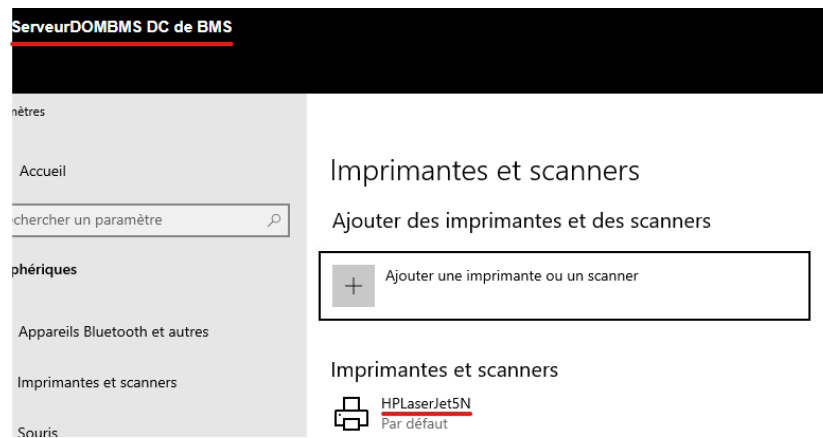 ServeurDOMBMS DC de BMS
mètres
Accueil
chercher un paramètre
phériques
Appareils Bluetooth et autres
Imprimantes et scanners
Souris
Imprimantes et scanners
Ajouter des imprimantes et des scanners
Ajouter une imprimante ou un scanner
Imprimantes et scanners
HPLaserJet5N
Par défaut